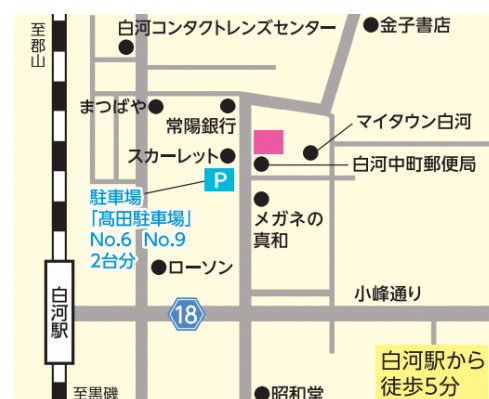 至郡山
白河コンタクトレンズセンター
金子書店
まつばや
常陽銀行
マイタウン白河
スカーレット
白河中町郵便局
P
駐車場
「髙田駐車場」
No.6 No.9
2台分
メガネの
真和
ローソン
白河駅
18
小峰通り
白河駅から
徒歩5分
至黒磯
昭和堂